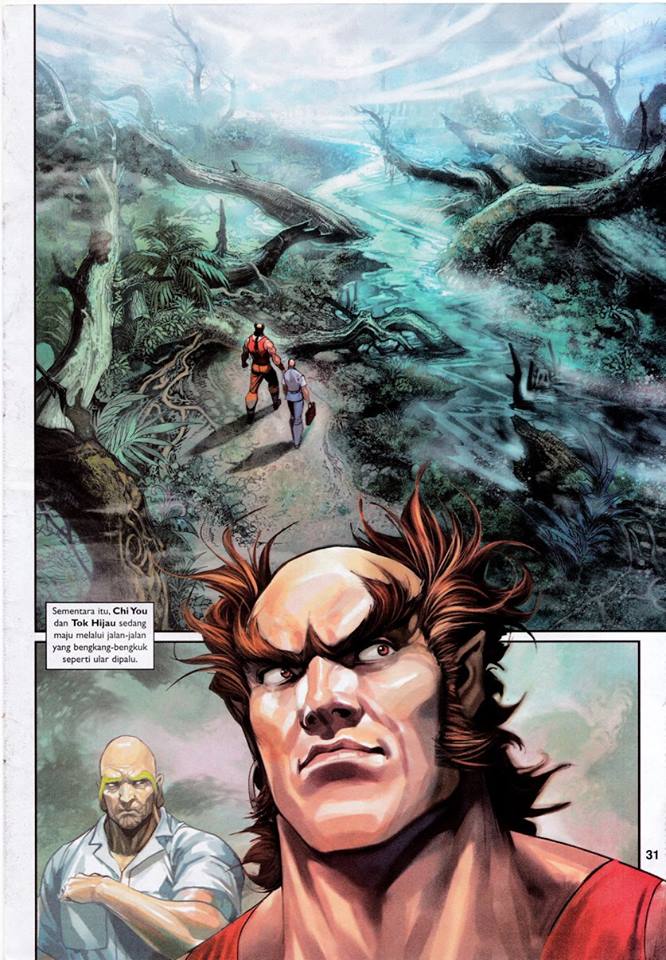 Sementara itu, Chi You
dan Tok Hijau sedang
maju melalui jalan-jalan
yang bengkang-bengkuk
seperti ular dipalu.
31